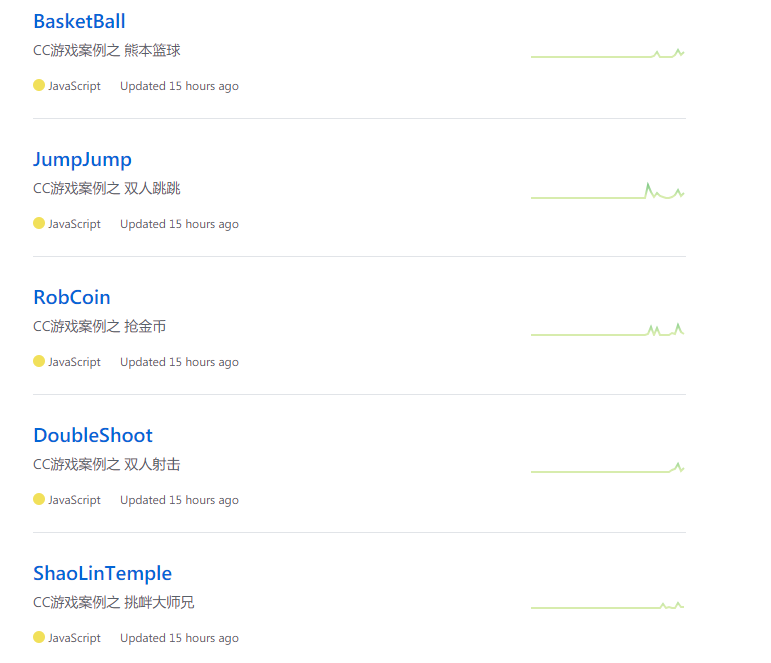 BasketBall
CC游戏案例之 熊本篮球
JavaScript Updated 15 hours ago
JumpJump
CC游戏案例之 双人跳跳
JavaScript Updated 15 hours ago
RobCoin
CC游戏案例之 抢金币
JavaScript Updated 15 hours ago
DoubleShoot
CC游戏案例之 双人射击
JavaScript Updated 15 hours ago
ShaoLinTemple
CC游戏案例之 挑衅大师兄
JavaScript Updated 15 hours ago